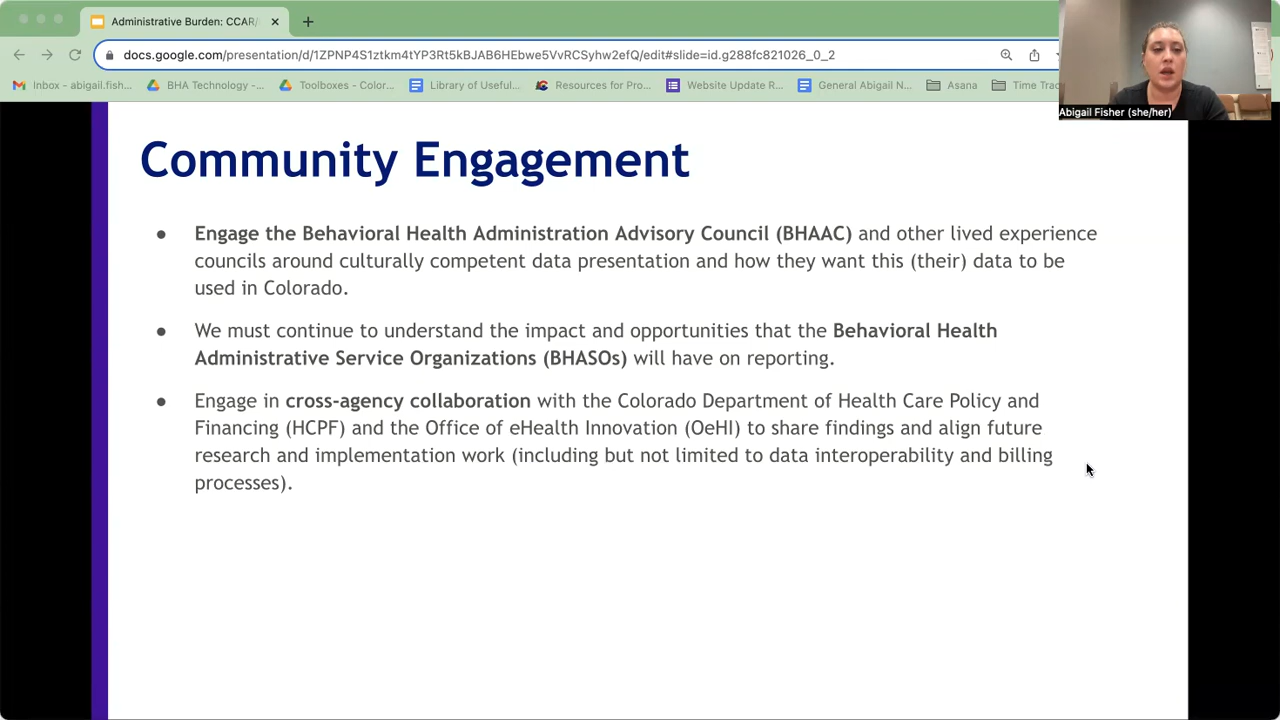 Administrative Burden: CCAR/
docs.google.com/presentation/d/1ZPNP4S1ztkm4tYP3Rt5kBJAB6HEbwe5VvRCSyhw2efQ/edit#slide=id.g288fc821026_0_2
Inbox - abigail.fish...
BHA Technology -...
Toolboxes - Color...
Library of Useful...
Resources for Pro...
Website Update R...
General Abigail N...
Asana
Time Trac
Abigail Fisher (she/her)
Community Engagement
● Engage the Behavioral Health Administration Advisory Council (BHAAC) and other lived experience
councils around culturally competent data presentation and how they want this (their) data to be
used in Colorado.
● We must continue to understand the impact and opportunities that the Behavioral Health
Administrative Service Organizations (BHASOs) will have on reporting.
● Engage in cross-agency collaboration with the Colorado Department of Health Care Policy and
Financing (HCPF) and the Office of eHealth Innovation (OeHI) to share findings and align future
research and implementation work (including but not limited to data interoperability and billing
processes).